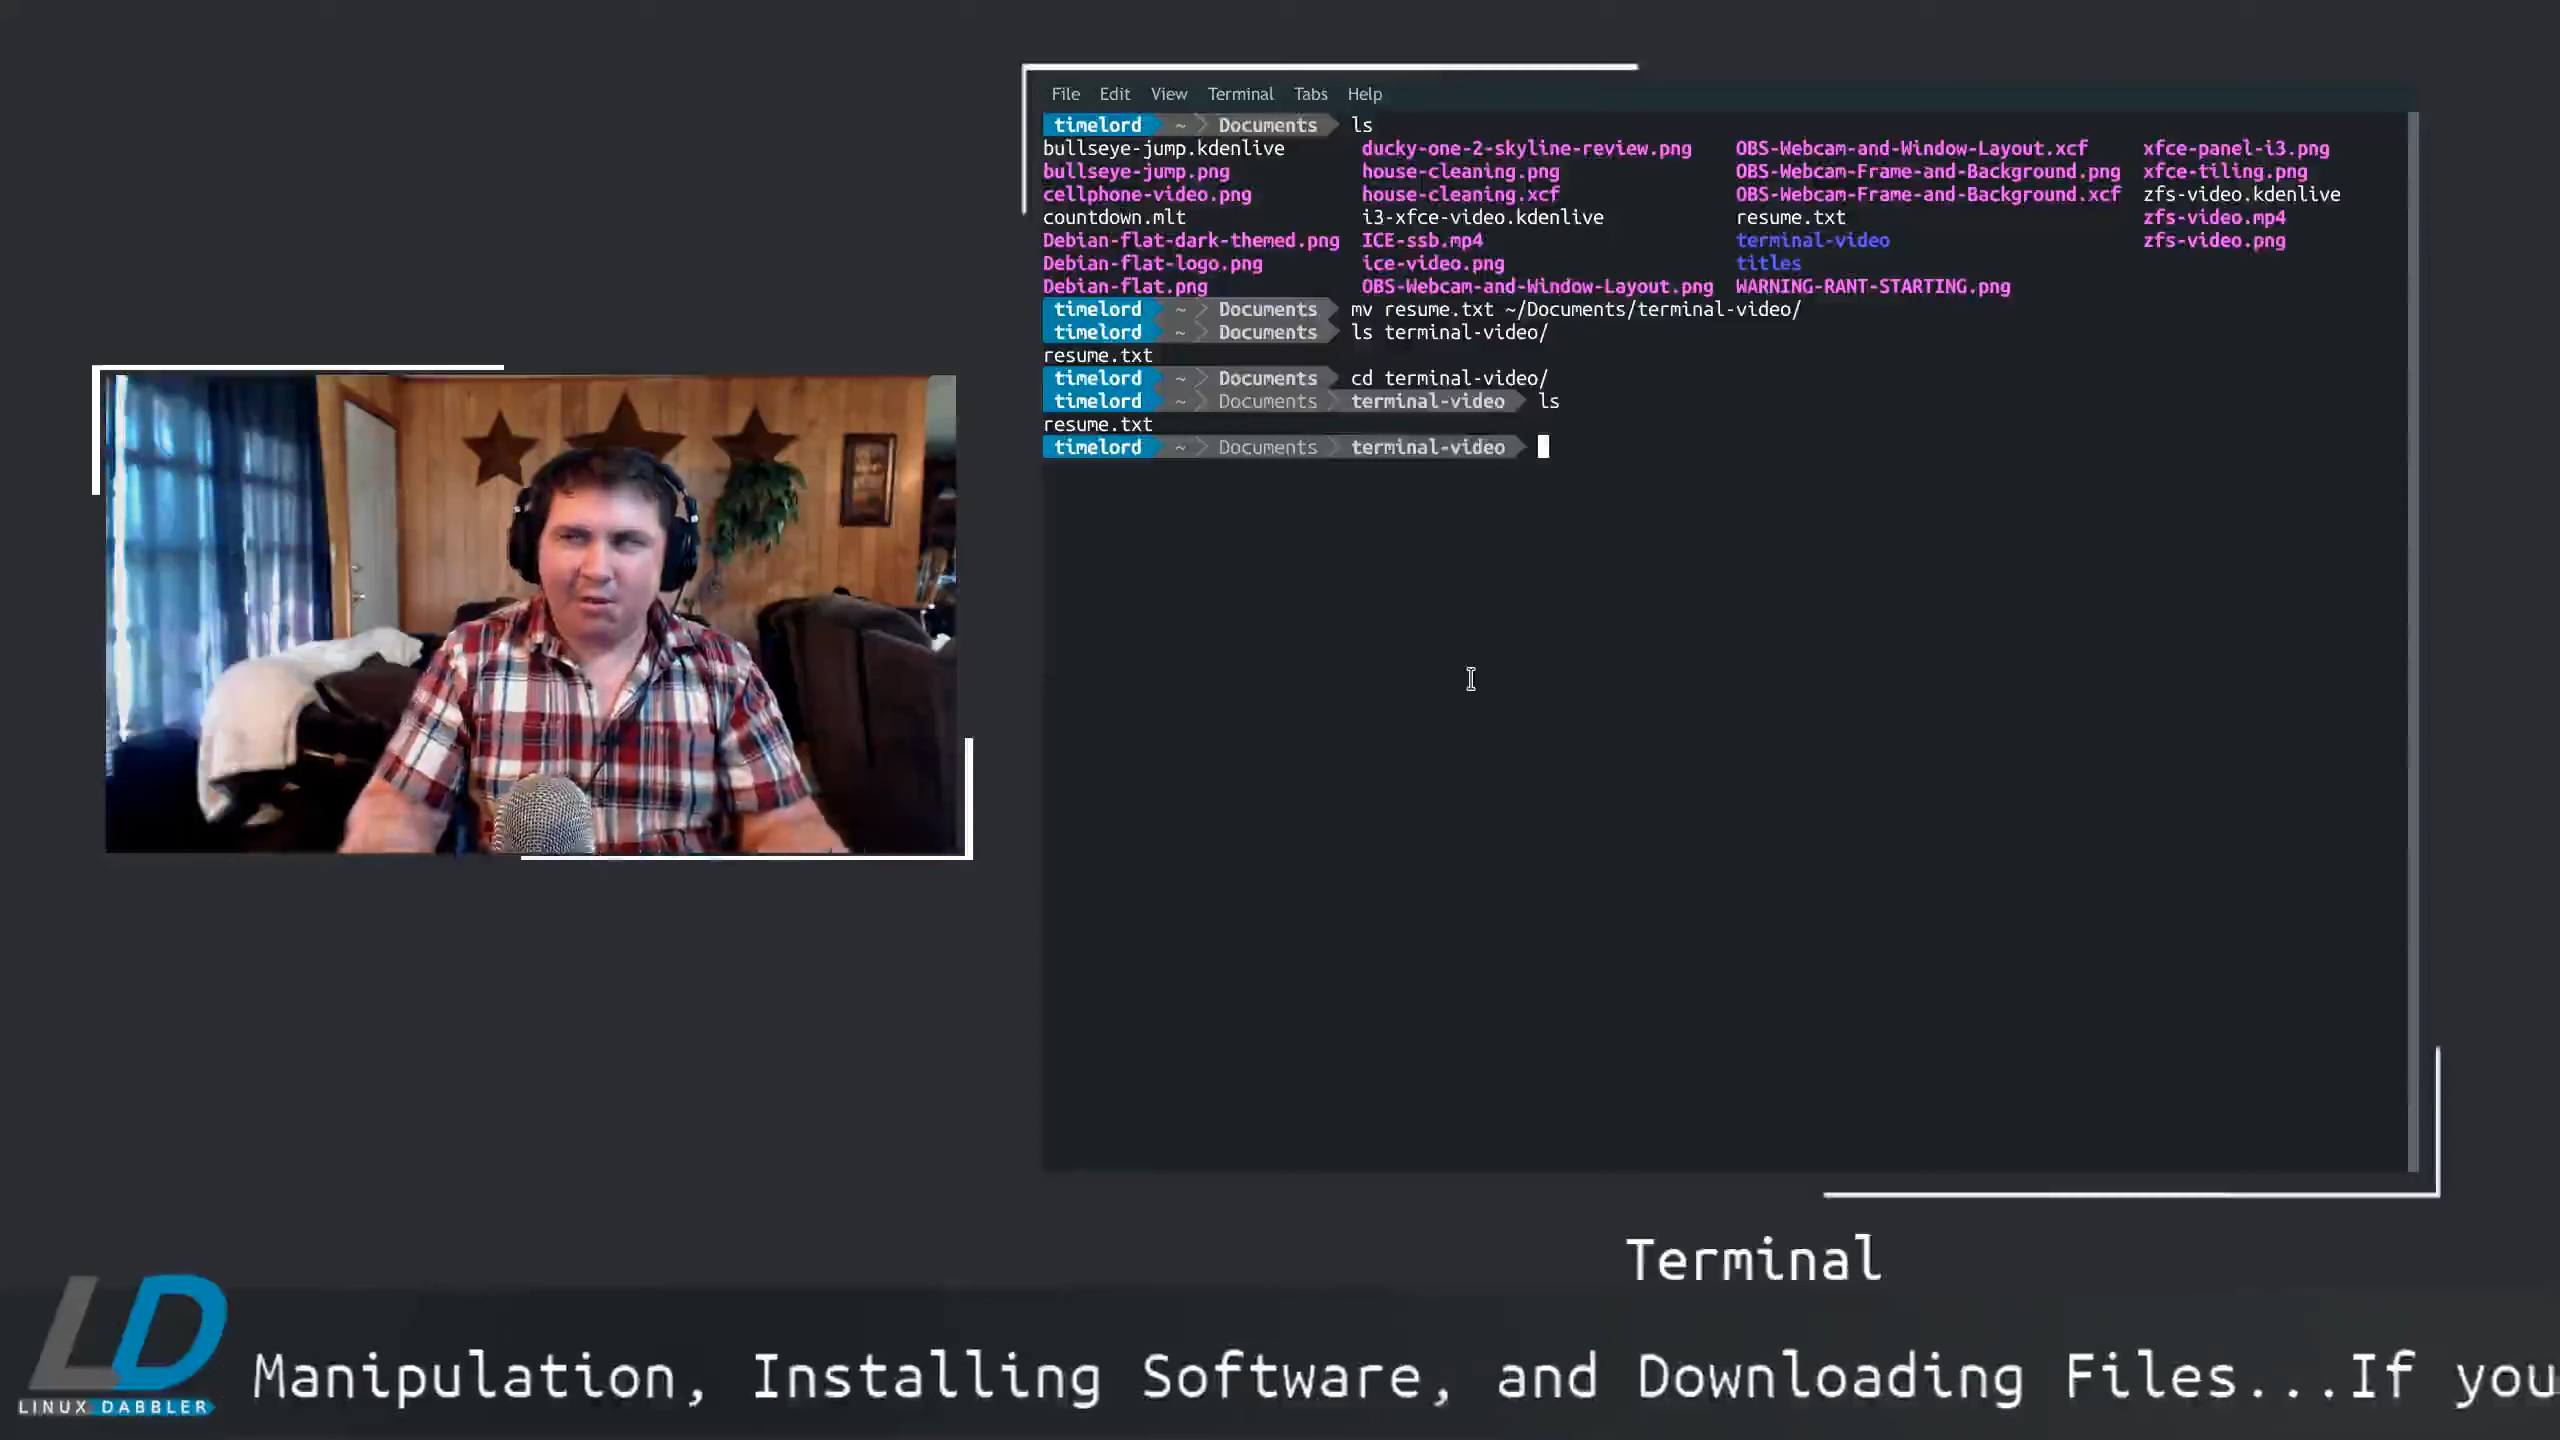 File Edit View Terminal Tabs Help
timelord ~ Documents ls
bullseye-jump.kdenlive ducky-one-2-skyline-review.png OBS-Webcam-and-Window-Layout.xcf xfce-panel-i3.png
bullseye-jump.png house-cleaning.png OBS-Webcam-Frame-and-Background.png xfce-tiling.png
cellphone-video.png house-cleaning.xcf OBS-Webcam-Frame-and-Background.xcf zfs-video.kdenlive
countdown.mlt i3-xfce-video.kdenlive resume.txt zfs-video.mp4
Debian-flat-dark-themed.png ICE-ssb.mp4 terminal-video zfs-video.png
Debian-flat-logo.png ice-video.png titles
Debian-flat.png OBS-Webcam-and-Window-Layout.png WARNING-RANT-STARTING.png
timelord ~ Documents mv resume.txt ~/Documents/terminal-video/
timelord ~ Documents ls terminal-video/
resume.txt
timelord ~ Documents cd terminal-video/
timelord ~ Documents terminal-video ls
resume.txt
timelord ~ Documents terminal-video
Terminal
LD
LINUX DABBLER
Manipulation, Installing Software, and Downloading Files...If you